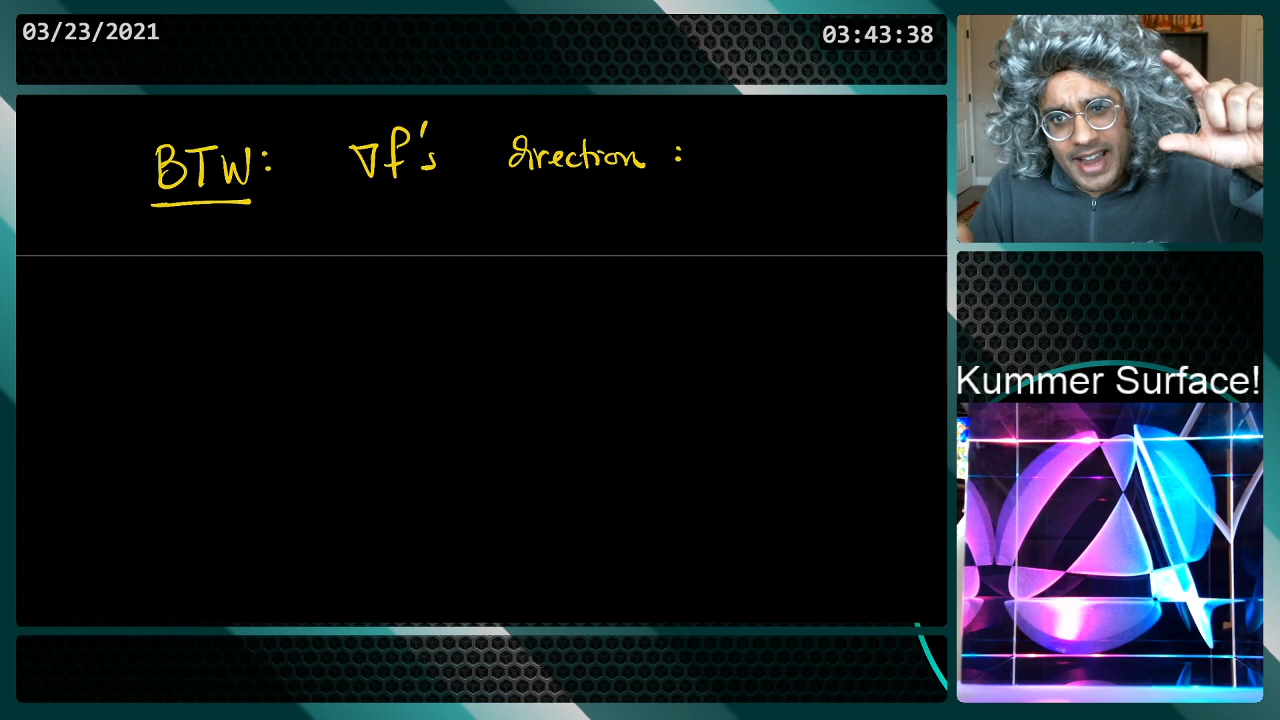 03/23/2021
03:43:38
BTW: ∇f's direction :
Kummer Surface!